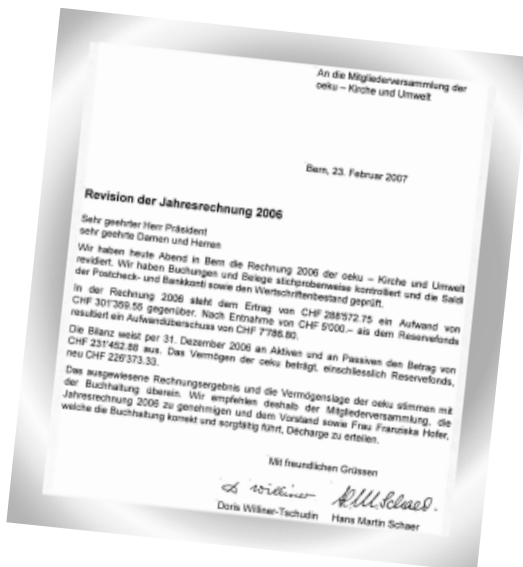 An die Mitgliederversammlung der
oeku – Kirche und Umwelt
Bern, 23. Februar 2007
Revision der Jahresrechnung 2006
Sehr geehrter Herr Präsident
sehr geehrte Damen und Herren
Wir haben heute Abend in Bern die Rechnung 2006 der oeku – Kirche und Umwelt
revidiert. Wir haben Buchungen und Belege stichprobenweise kontrolliert und die Saldi
der Postcheck- und Bankkonti sowie den Wertschriftenbestand geprüft.
In der Rechnung 2006 steht dem Ertrag von CHF 288'572.75 ein Aufwand von
CHF 301'359.55 gegenüber. Nach Entnahme von CHF 5'000.– als dem Reservefonds
resultiert ein Aufwandüberschuss von CHF 7'786.80.
Die Bilanz weist per 31. Dezember 2006 an Aktiven und an Passiven den Betrag von
CHF 231'452.88 aus. Das Vermögen der oeku beträgt, einschliesslich Reservefonds,
neu CHF 226'373.33.
Das ausgewiesene Rechnungsergebnis und die Vermögenslage der oeku stimmen mit
der Buchhaltung überein. Wir empfehlen deshalb der Mitgliederversammlung, die
Jahresrechnung 2006 zu genehmigen und dem Vorstand sowie Frau Franziska Hofer,
welche die Buchhaltung korrekt und sorgfältig führt, Décharge zu erteilen.
Mit freundlichen Grüssen
D. Williner H.M. Schaer.
Doris Williner-Tschudin Hans Martin Schaer